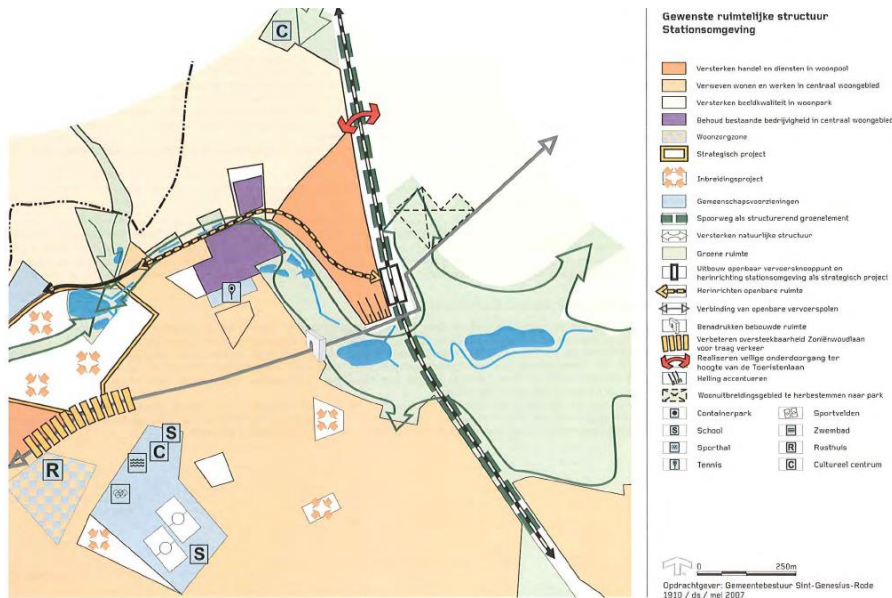 C
S
C
S
R
Gewenste ruimtelijke structuur
Stationsomgeving
Versterken handel en diensten in woonpool
Verweven wonen en werken in centraal woongebied
Versterken beeldkwaliteit in woonpark
Behoud bestaande bedrijvigheid in centraal woongebied
Woonzorgzone
Strategisch project
Inbreidingsproject
Gemeenschapsvoorzieningen
Spoorweg als structurerend groenelement
Versterken natuurlijke structuur
Groene ruimte
Uitbouw openbaar vervoersknooppunt en
herinrichting stationsomgeving als strategisch project
Herinrichten openbare ruimte
Verbinding van openbare vervoerspolen
Benadrukken bebouwde ruimte
Verbeteren oversteekbaarheid Zoniënwoudlaan
voor traag verkeer
Realiseren veilige onderdoorgang ter
hoogte van de Toeristenlaan
Helling accentueren
Woonuitbreidingsgebied te herbestemmen naar park
Containerpark
Sportvelden
S School
Zwembad
Sporthal
R Rusthuis
Tennis
C Cultureel centrum
0 250m
Opdrachtgever: Gemeentebestuur Sint-Genesius-Rode
1910 / ds / mei 2007